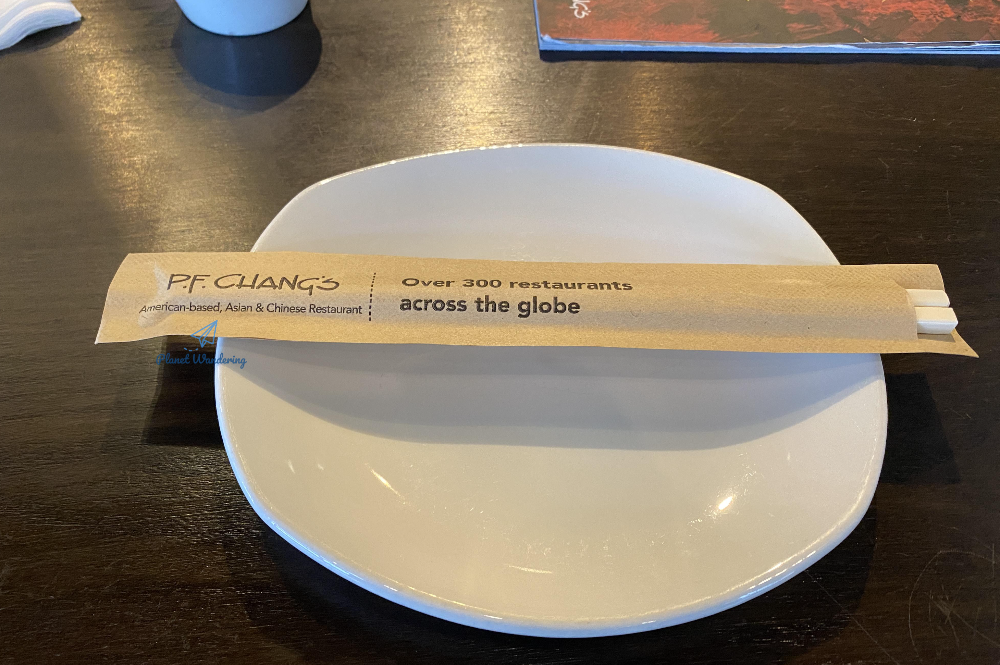 P.F. CHANG'S
American-based, Asian & Chinese Restaurant
Over 300 restaurants
across the globe
Planet Wandering